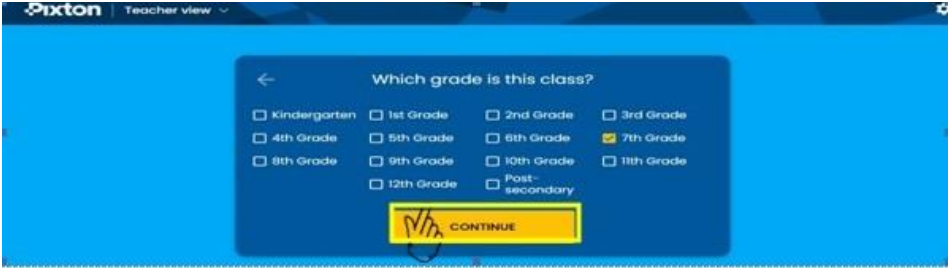 Pixton Teacher view
Which grade is this class?
Kindergarten 1st Grade 2nd Grade 3rd Grade
4th Grade 5th Grade 6th Grade 7th Grade
8th Grade 9th Grade 10th Grade 11th Grade
12th Grade Post-
secondary
CONTINUE